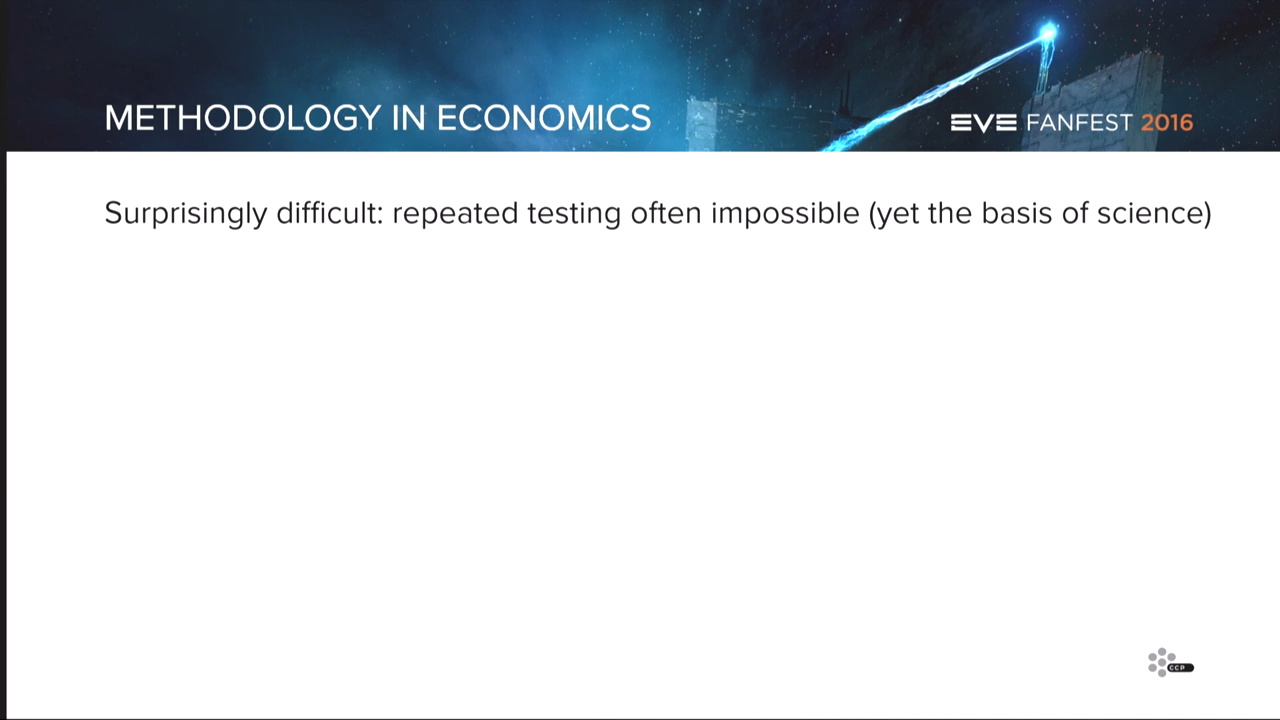 METHODOLOGY IN ECONOMICS
EVE FANFEST 2016
Surprisingly difficult: repeated testing often impossible (yet the basis of science)
CCP